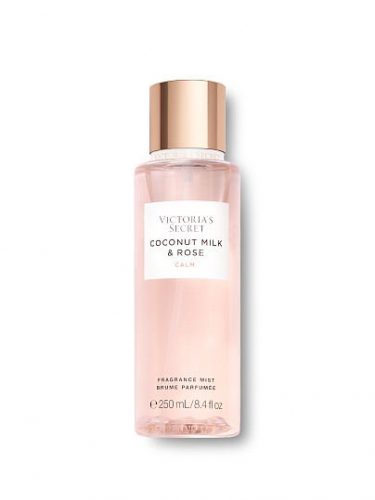 VICTORIA'S
SECRET
COCONUT MILK
& ROSE
CALM
FRAGRANCE MIST
BRUME PARFUMÉE
℮ 250 mL/8.4 fl oz